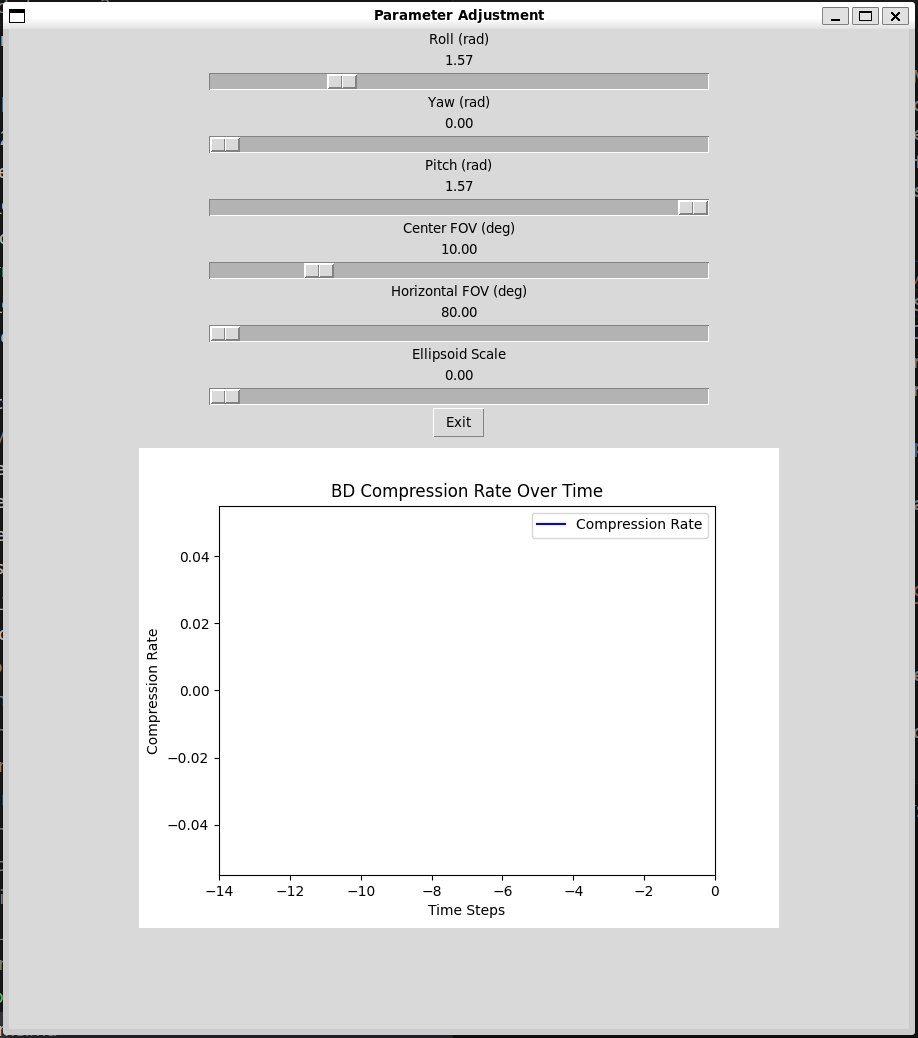 Parameter Adjustment
Roll (rad)
1.57
Yaw (rad)
0.00
Pitch (rad)
1.57
Center FOV (deg)
10.00
Horizontal FOV (deg)
80.00
Ellipsoid Scale
0.00
Exit
BD Compression Rate Over Time
Compression Rate
0.04
0.02
0.00
−0.02
−0.04
Compression Rate
−14 −12 −10 −8 −6 −4 −2 0
Time Steps